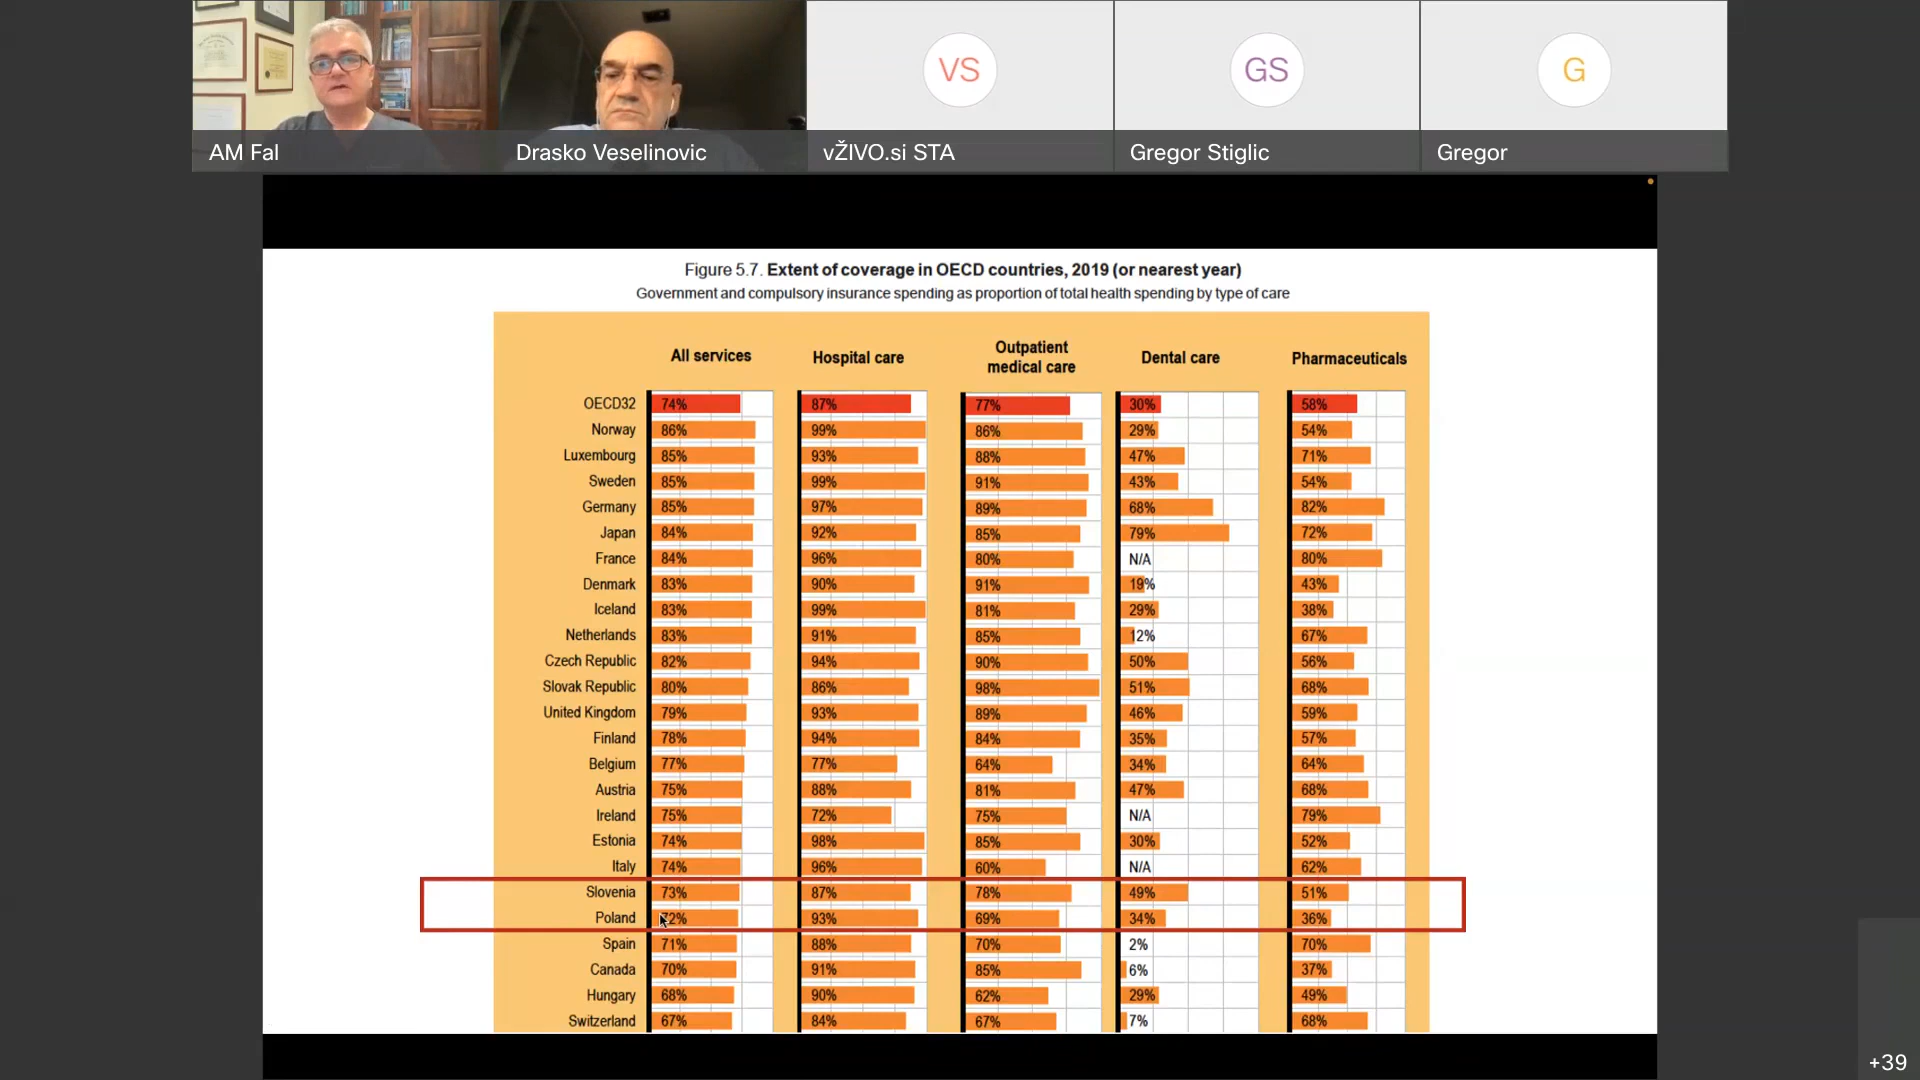 VS
GS
G
AM Fal
Drasko Veselinovic
vŽIVO.si STA
Gregor Stiglic
Gregor
Figure 5.7. Extent of coverage in OECD countries, 2019 (or nearest year)
Government and compulsory insurance spending as proportion of total health spending by type of care
All services Hospital care Outpatient medical care Dental care Pharmaceuticals
OECD32 74% 87% 77% 30% 58%
Norway 86% 99% 86% 29% 54%
Luxembourg 85% 93% 88% 47% 71%
Sweden 85% 99% 91% 43% 54%
Germany 85% 97% 89% 68% 82%
Japan 84% 92% 85% 79% 72%
France 84% 96% 80% N/A 80%
Denmark 83% 90% 91% 19% 43%
Iceland 83% 99% 81% 29% 38%
Netherlands 83% 91% 85% 12% 67%
Czech Republic 82% 94% 90% 50% 56%
Slovak Republic 80% 86% 98% 51% 68%
United Kingdom 79% 93% 89% 46% 59%
Finland 78% 94% 84% 35% 57%
Belgium 77% 77% 64% 34% 64%
Austria 75% 88% 81% 47% 68%
Ireland 75% 72% 75% N/A 79%
Estonia 74% 98% 85% 30% 52%
Italy 74% 96% 60% N/A 62%
Slovenia 73% 87% 78% 49% 51%
Poland 72% 93% 69% 34% 36%
Spain 71% 88% 70% 2% 70%
Canada 70% 91% 85% 6% 37%
Hungary 68% 90% 62% 29% 49%
Switzerland 67% 84% 67% 7% 68%
+39